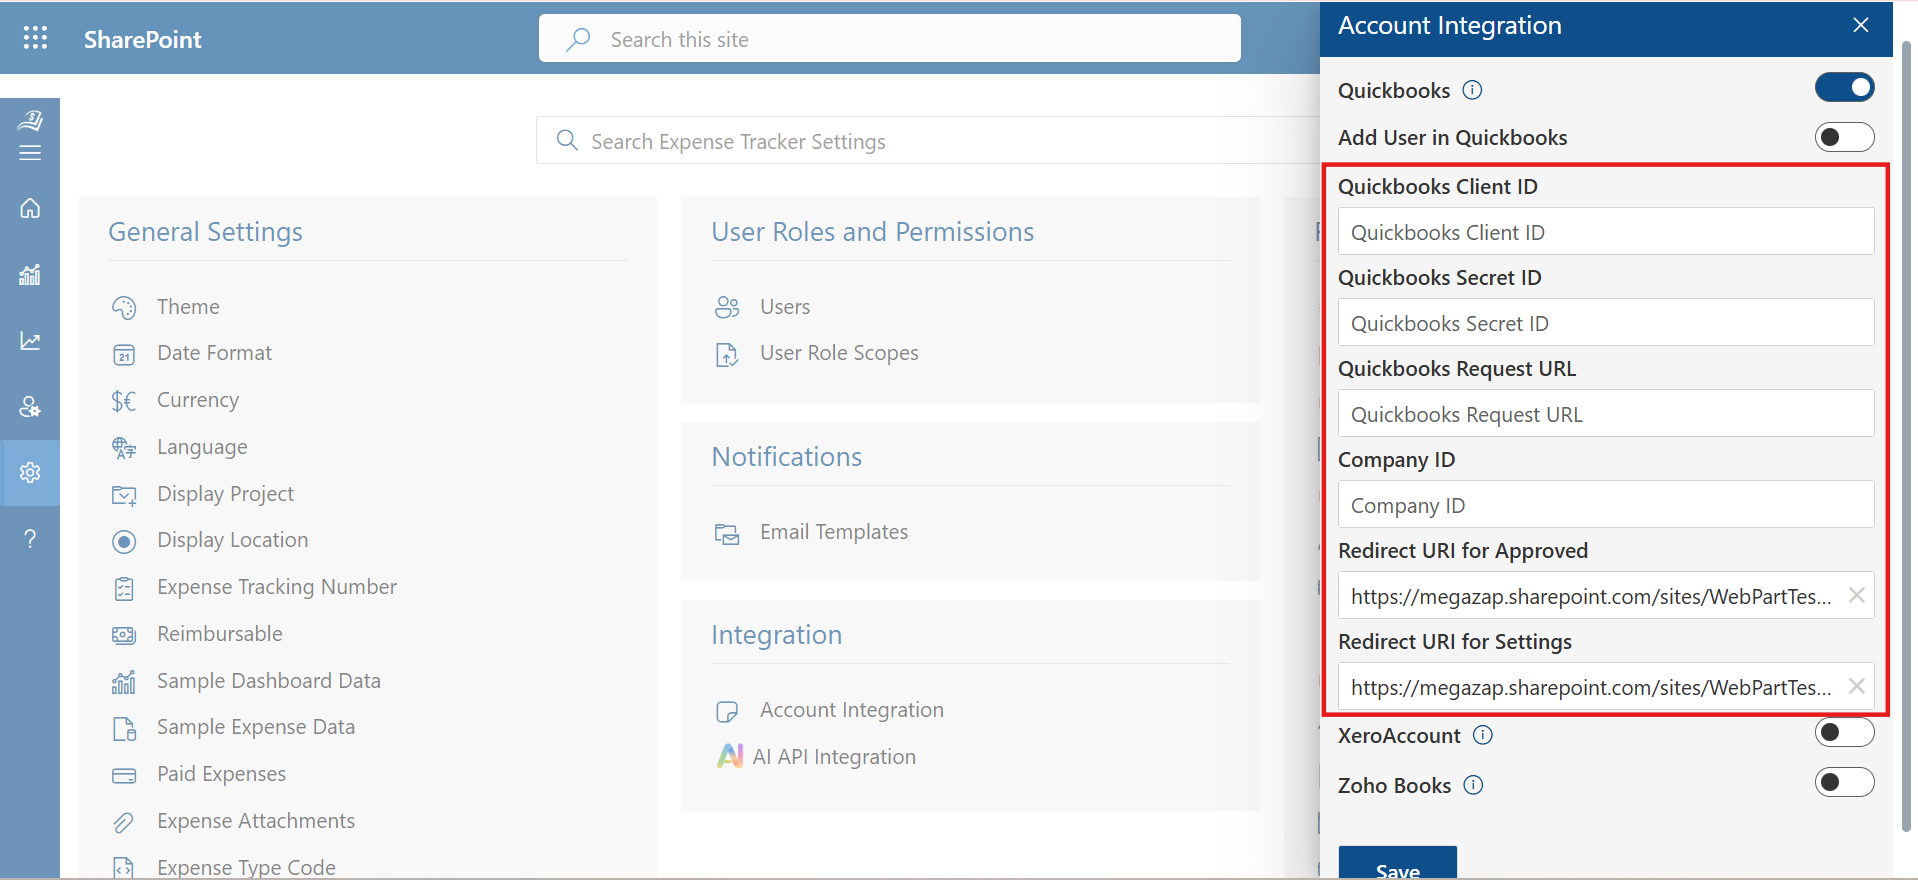 SharePoint
Search this site
Search Expense Tracker Settings
General Settings
Theme
21
Date Format
Currency
Language
Display Project
Display Location
Expense Tracking Number
Reimbursable
Sample Dashboard Data
Sample Expense Data
Paid Expenses
Expense Attachments
Expense Type Code
User Roles and Permissions
Users
User Role Scopes
Notifications
Email Templates
Integration
Account Integration
AI AI API Integration
Account Integration
Quickbooks
Add User in Quickbooks
Quickbooks Client ID
Quickbooks Client ID
Quickbooks Secret ID
Quickbooks Secret ID
Quickbooks Request URL
Quickbooks Request URL
Company ID
Company ID
Redirect URI for Approved
https://megazap.sharepoint.com/sites/WebPartTes...
Redirect URI for Settings
https://megazap.sharepoint.com/sites/WebPartTes...
XeroAccount
Zoho Books
Save